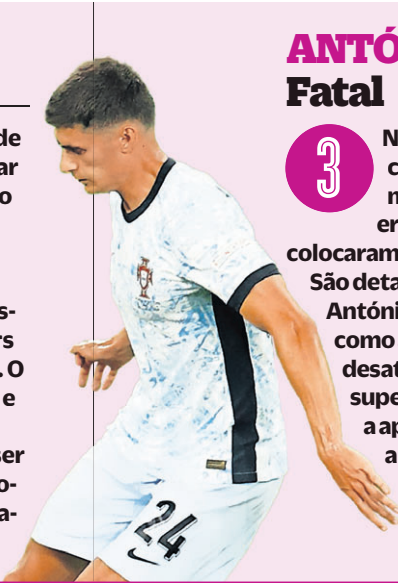 de
ar
o
s-
rs
. O
e
ser
o-
a-
ANTÓ
Fatal
3
N
c
er
colocaram
São deta
Antóni
como
desat
supe
a ap
a
24